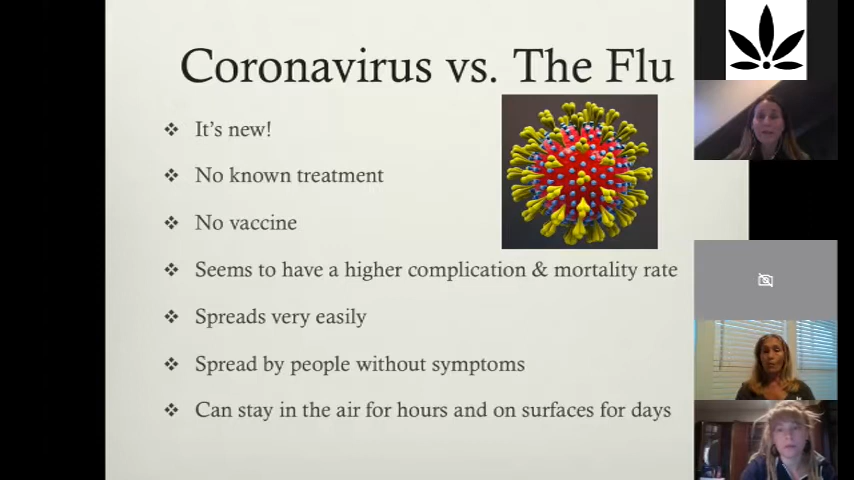 Coronavirus vs. The Flu
It's new!
No known treatment
No vaccine
Seems to have a higher complication & mortality rate
Spreads very easily
Spread by people without symptoms
Can stay in the air for hours and on surfaces for days